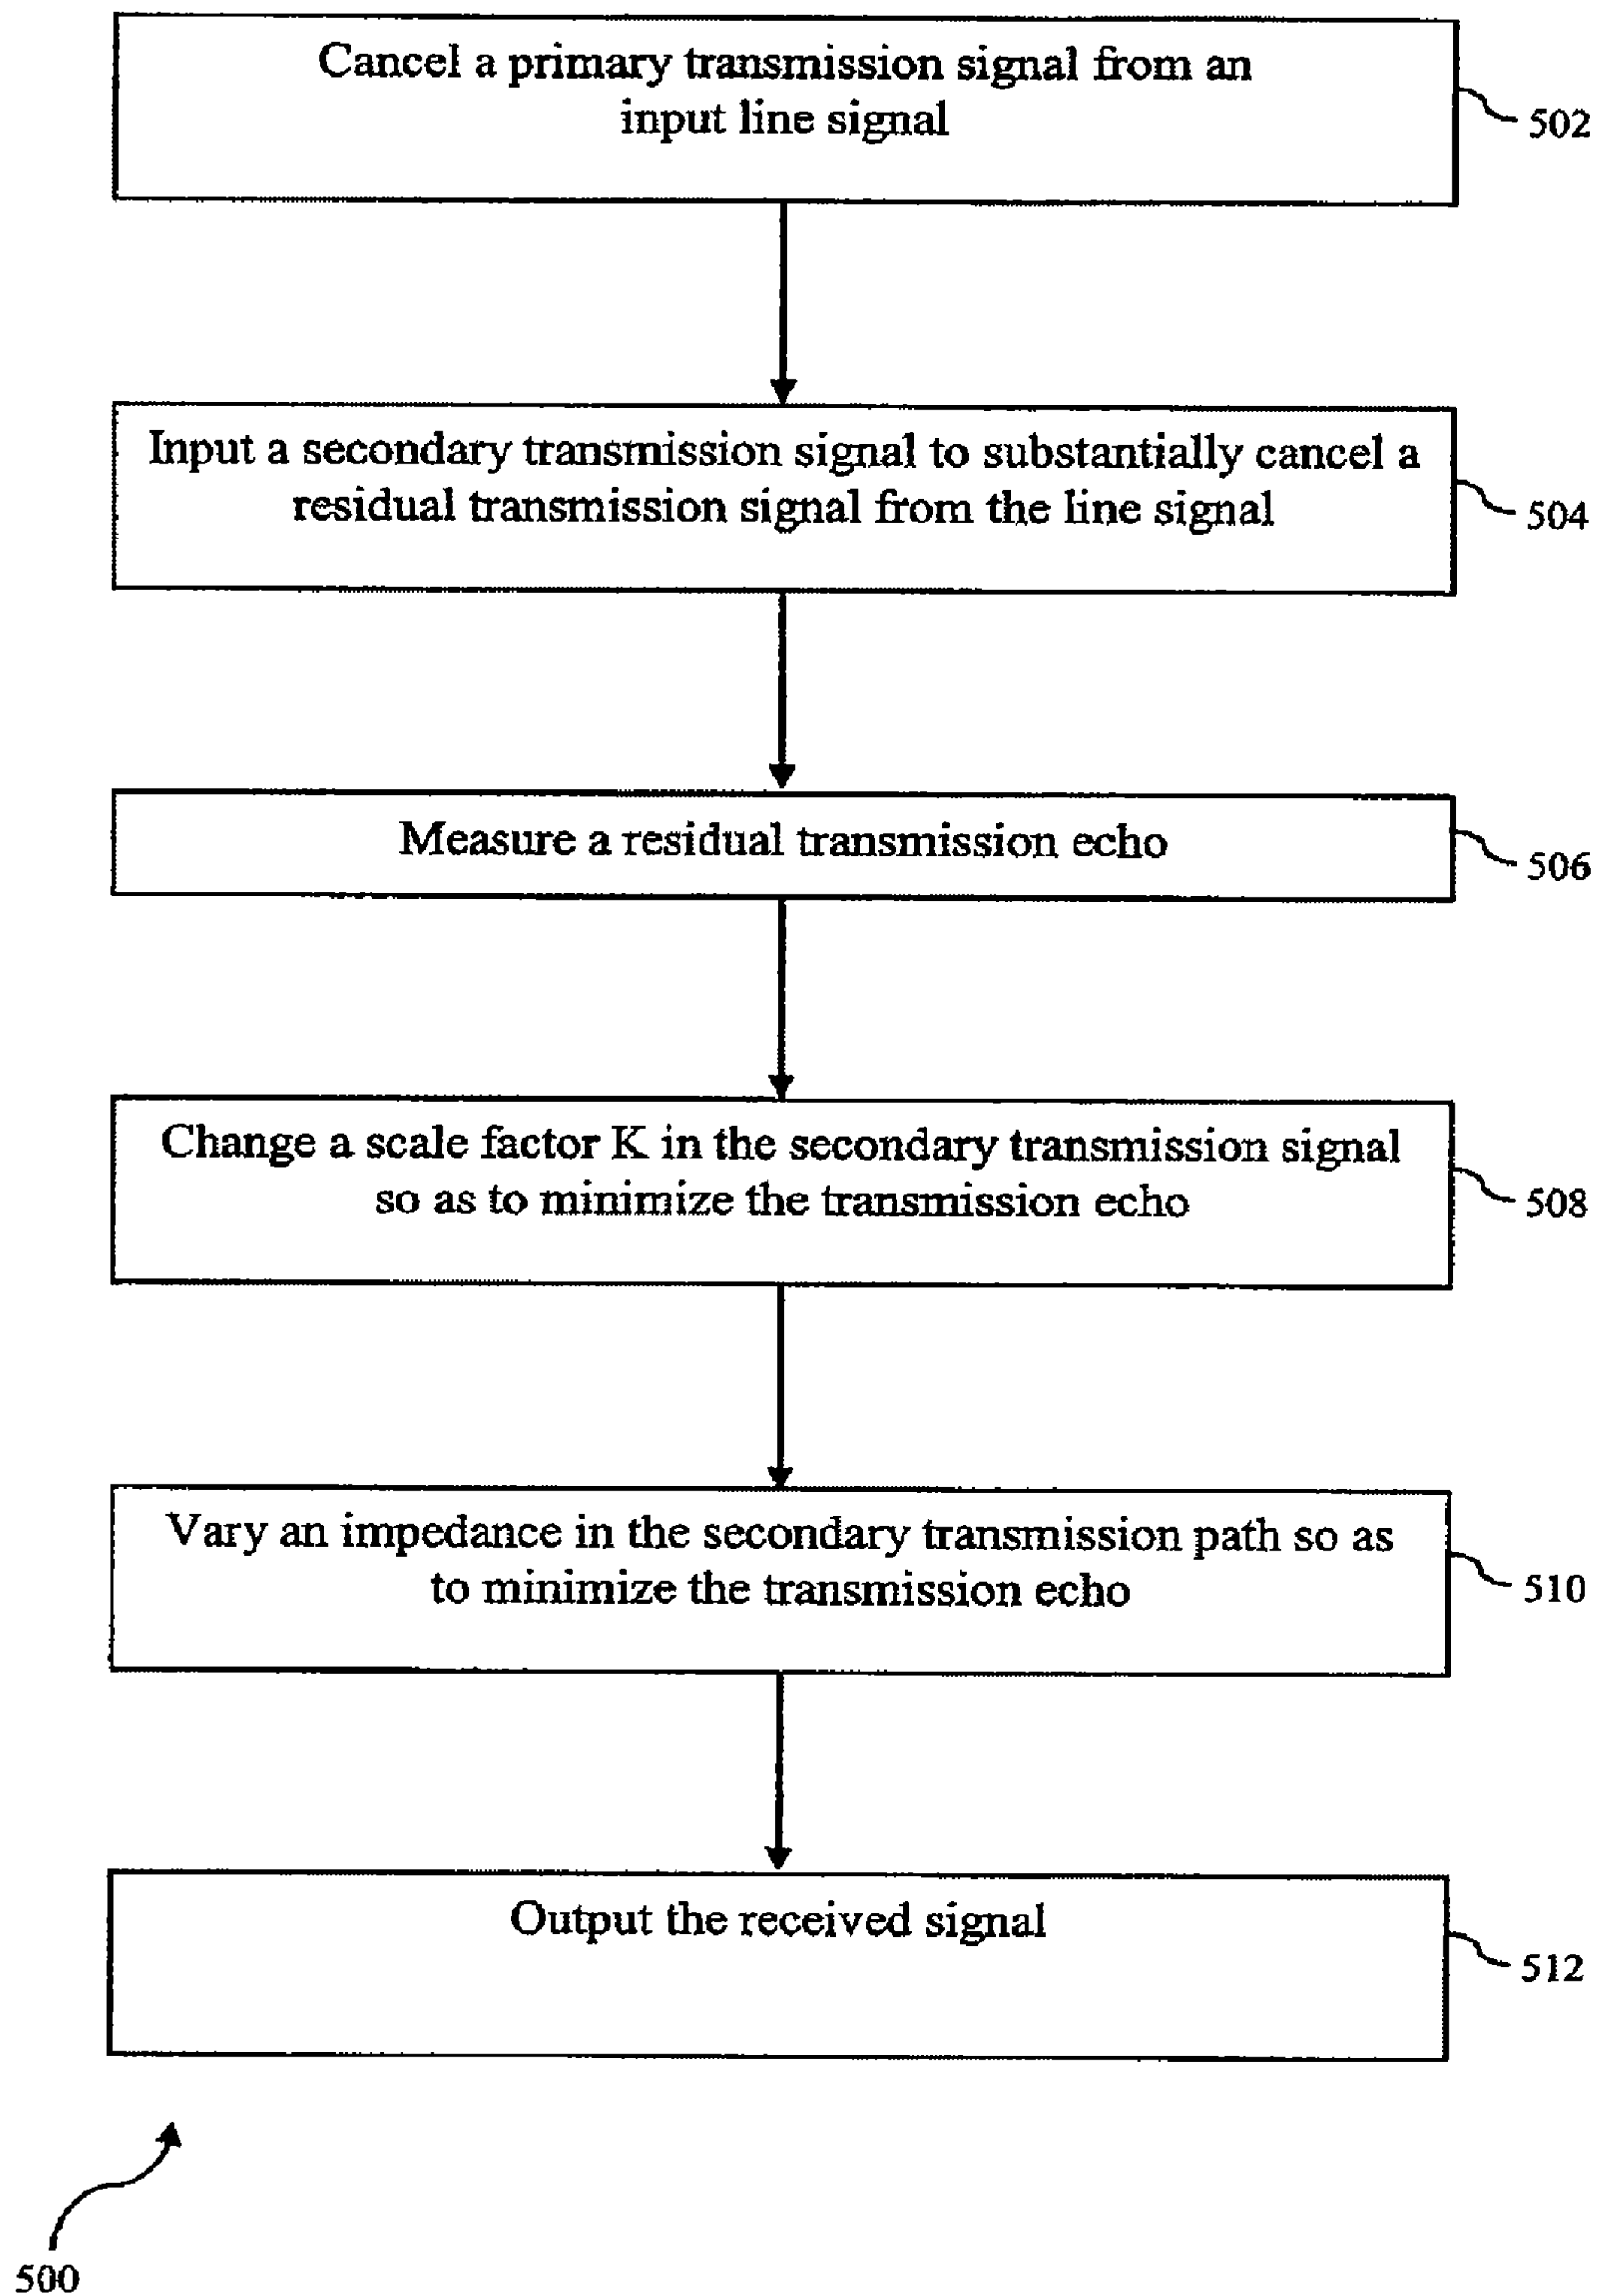 Cancel a primary transmission signal from an
input line signal
502
Input a secondary transmission signal to substantially cancel a
residual transmission signal from the line signal
504
Measure a residual transmission echo
506
Change a scale factor K in the secondary transmission signal
so as to minimize the transmission echo
508
Vary an impedance in the secondary transmission path so as
to minimize the transmission echo
510
Output the received signal
512
500